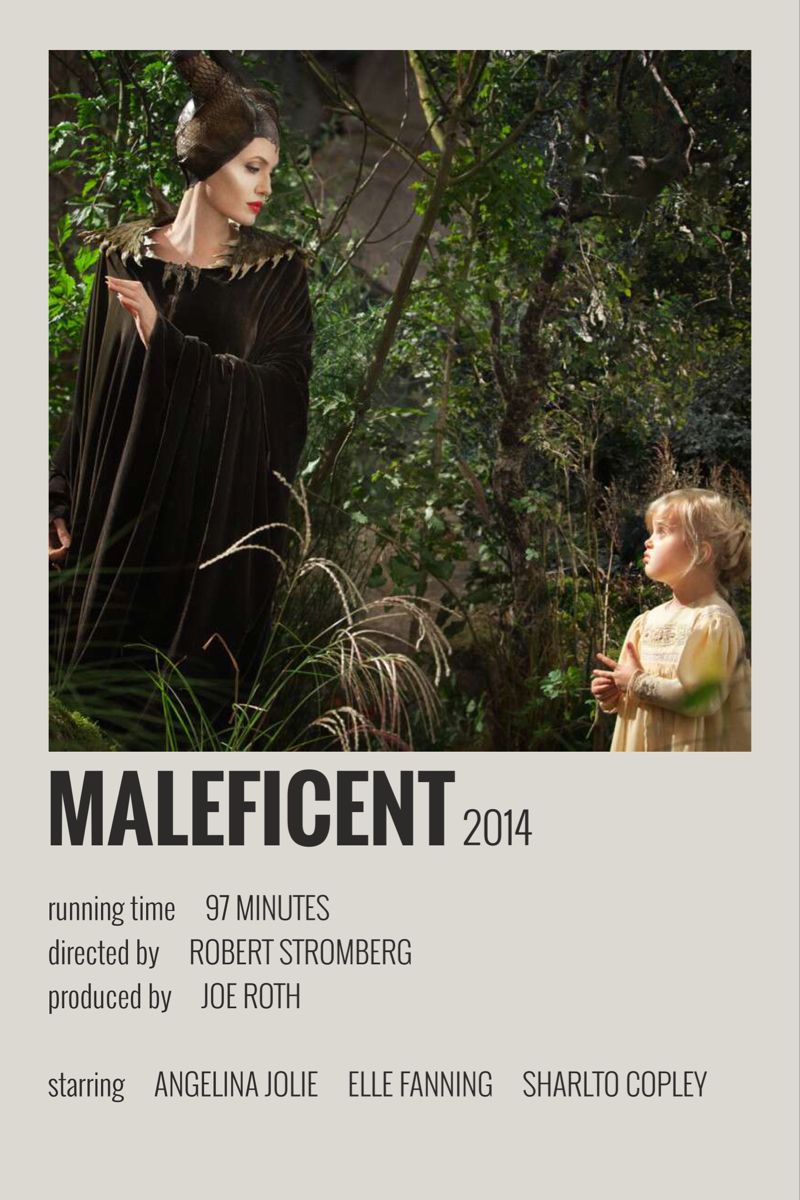 MALEFICENT 2014
running time 97 MINUTES
directed by ROBERT STROMBERG
produced by JOE ROTH
starring ANGELINA JOLIE ELLE FANNING SHARLTO COPLEY